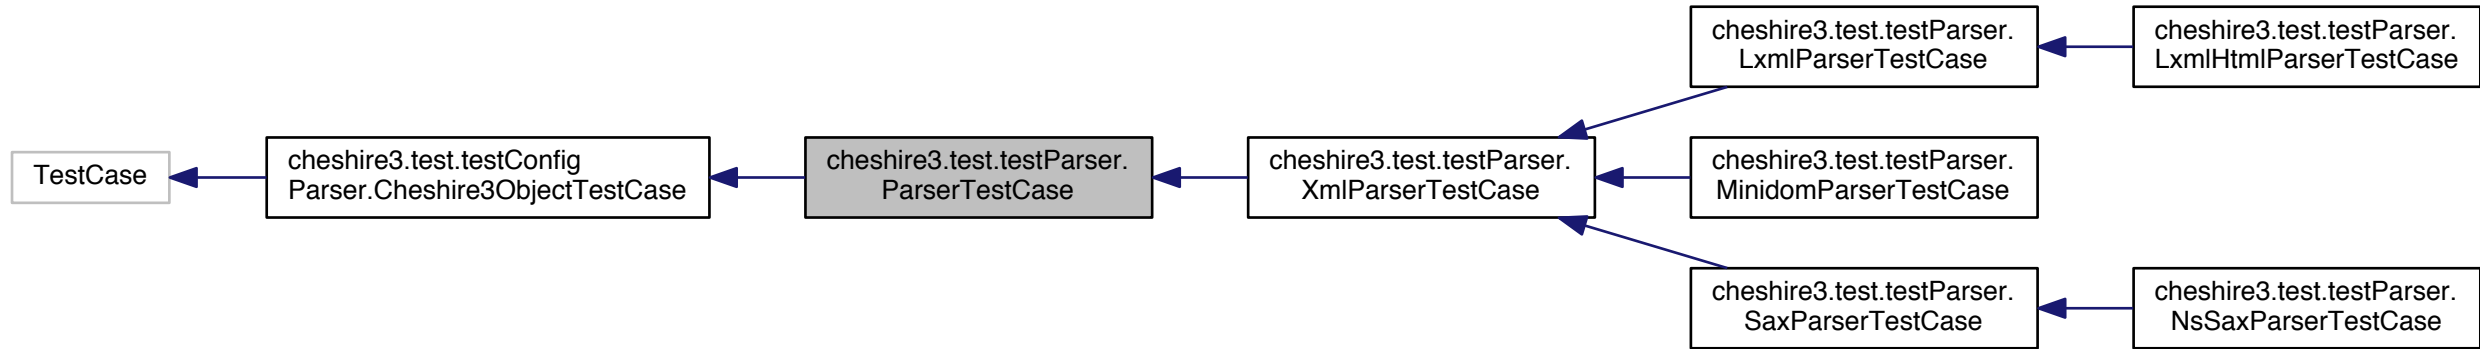 TestCase
cheshire3.test.testConfig
Parser.Cheshire3ObjectTestCase
cheshire3.test.testParser.
ParserTestCase
cheshire3.test.testParser.
XmlParserTestCase
cheshire3.test.testParser.
LxmlParserTestCase
cheshire3.test.testParser.
LxmlHtmlParserTestCase
cheshire3.test.testParser.
MinidomParserTestCase
cheshire3.test.testParser.
SaxParserTestCase
cheshire3.test.testParser.
NsSaxParserTestCase